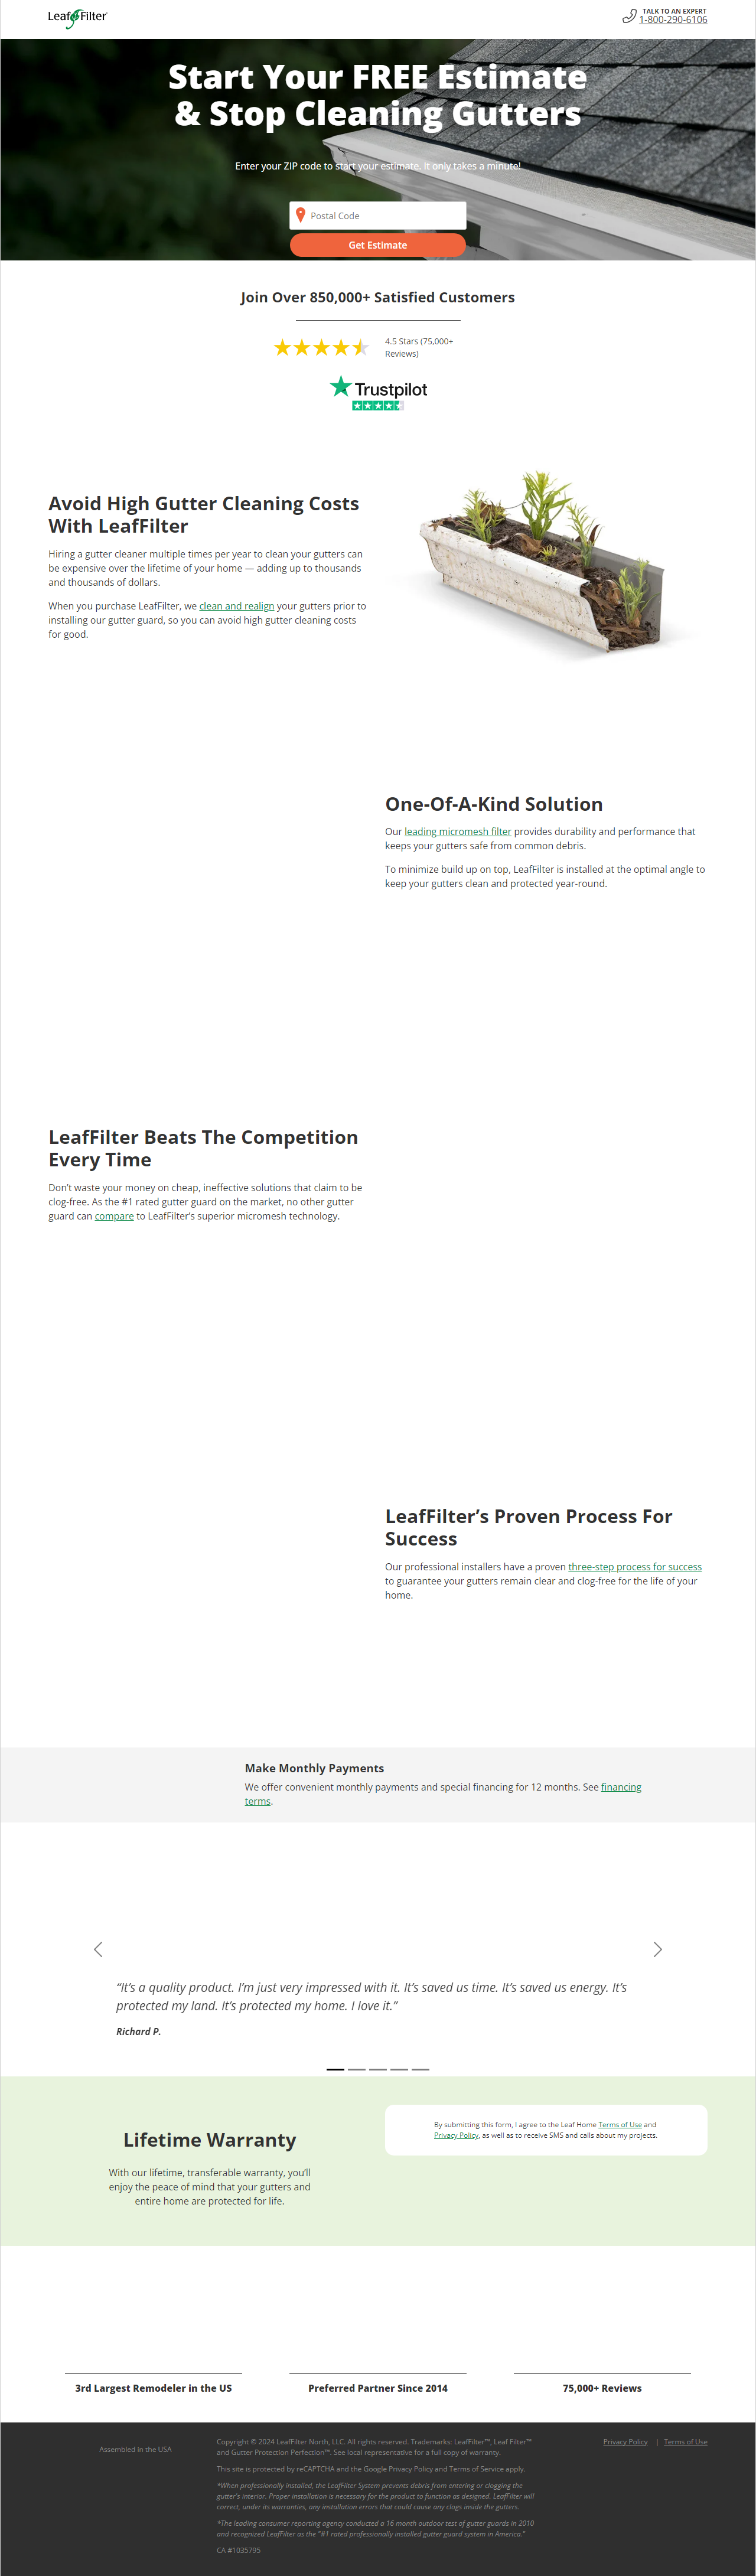 LeafFilter
TALK TO AN EXPERT
1-800-290-6106
Start Your FREE Estimate
& Stop Cleaning Gutters
Enter your ZIP code to start your estimate. It only takes a minute!
Postal Code
Get Estimate
Join Over 850,000+ Satisfied Customers
4.5 Stars (75,000+
Reviews)
Trustpilot
Avoid High Gutter Cleaning Costs
With LeafFilter
Hiring a gutter cleaner multiple times per year to clean your gutters can
be expensive over the lifetime of your home — adding up to thousands
and thousands of dollars.
When you purchase LeafFilter, we clean and realign your gutters prior to
installing our gutter guard, so you can avoid high gutter cleaning costs
for good.
One-Of-A-Kind Solution
Our leading micromesh filter provides durability and performance that
keeps your gutters safe from common debris.
To minimize build up on top, LeafFilter is installed at the optimal angle to
keep your gutters clean and protected year-round.
LeafFilter Beats The Competition
Every Time
Don’t waste your money on cheap, ineffective solutions that claim to be
clog-free. As the #1 rated gutter guard on the market, no other gutter
guard can compare to LeafFilter’s superior micromesh technology.
LeafFilter’s Proven Process For
Success
Our professional installers have a proven three-step process for success
to guarantee your gutters remain clear and clog-free for the life of your
home.
Make Monthly Payments
We offer convenient monthly payments and special financing for 12 months. See financing
terms.
“It’s a quality product. I’m just very impressed with it. It’s saved us time. It’s saved us energy. It’s
protected my land. It’s protected my home. I love it.”
Richard P.
Lifetime Warranty
With our lifetime, transferable warranty, you’ll
enjoy the peace of mind that your gutters and
entire home are protected for life.
By submitting this form, I agree to the Leaf Home Terms of Use and
Privacy Policy, as well as to receive SMS and calls about my projects.
3rd Largest Remodeler in the US
Preferred Partner Since 2014
75,000+ Reviews
Assembled in the USA
Copyright © 2024 LeafFilter North, LLC. All rights reserved. Trademarks: LeafFilter™, Leaf Filter™
and Gutter Protection Perfection™. See local representative for a full copy of warranty.
This site is protected by reCAPTCHA and the Google Privacy Policy and Terms of Service apply.
*When professionally installed, the LeafFilter System prevents debris from entering or clogging the
gutter's interior. Proper installation is necessary for the product to function as designed. LeafFilter will
correct, under its warranties, any installation errors that could cause any clogs inside the gutters.
*The leading consumer reporting agency conducted a 16 month outdoor test of gutter guards in 2010
and recognized LeafFilter as the "#1 rated professionally installed gutter guard system in America."
CA #1035795
Privacy Policy | Terms of Use